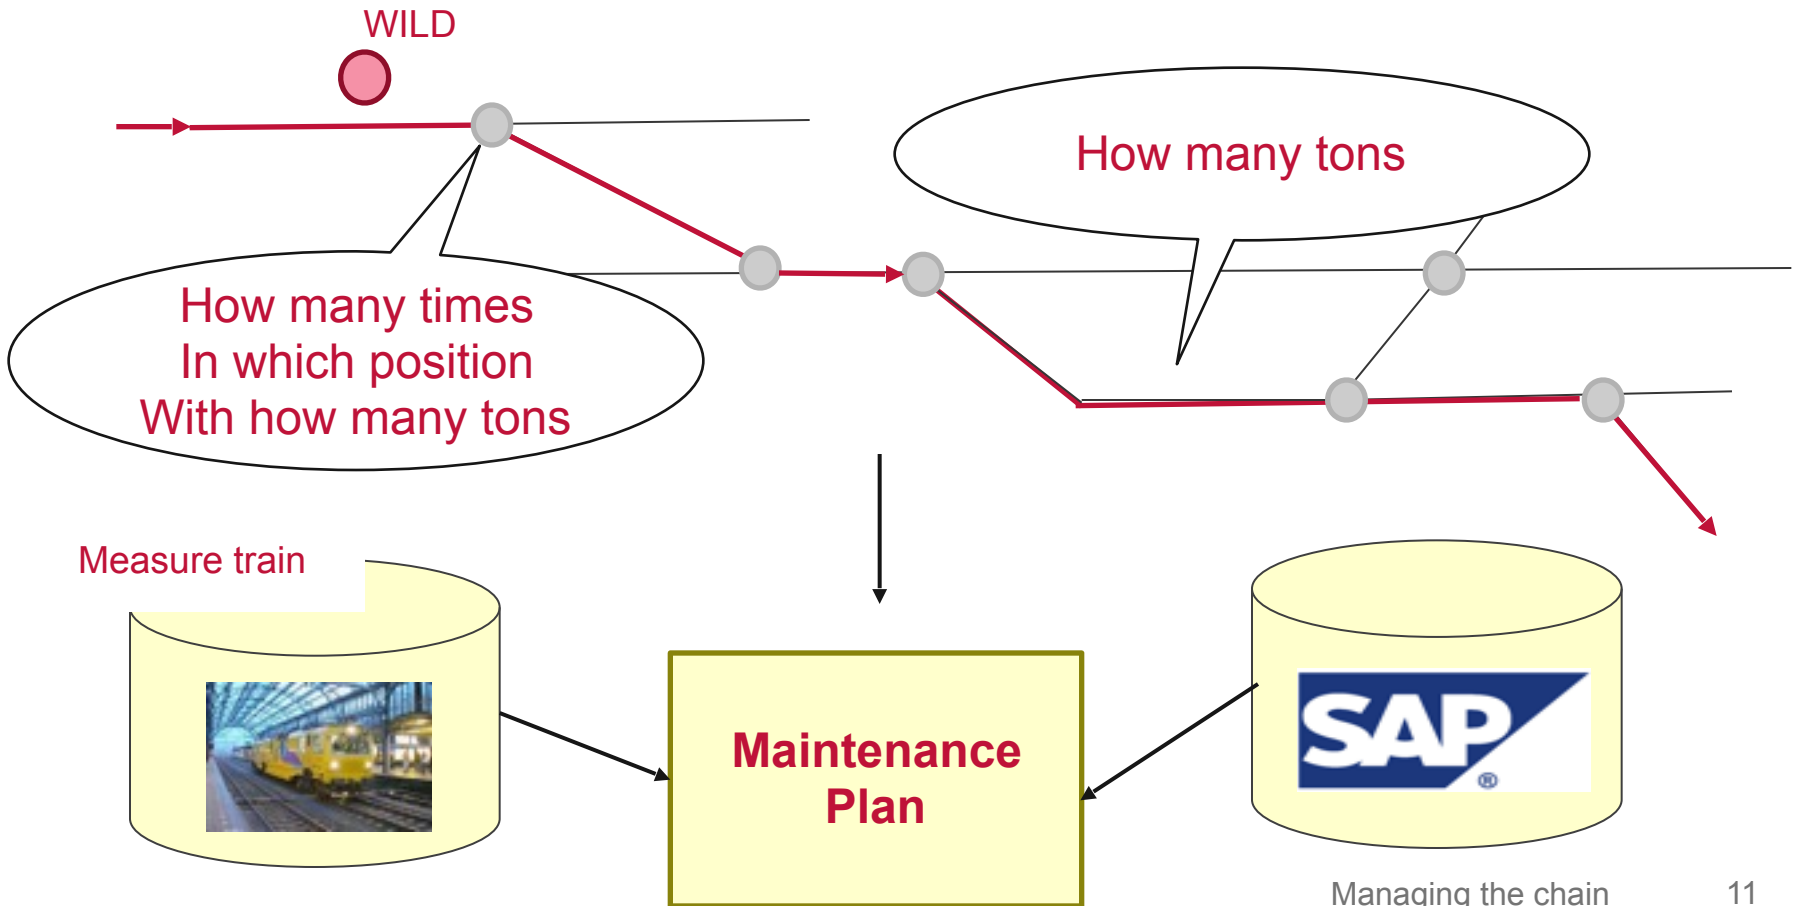 WILD
How many tons
How many times
In which position
With how many tons
Measure train
Maintenance
Plan
SAP
®
Managing the chain 11